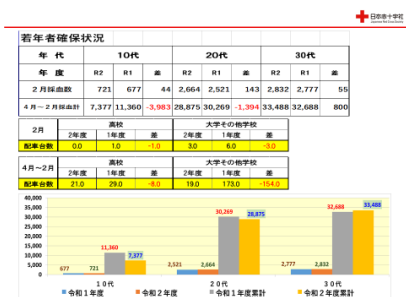 日本赤十字社
若年者確保状況
年 代 10代 20代 30代
年 度 R2 R1 差 R2 R1 差 R2 R1 差
2月採血数 721 677 44 2,664 2,521 143 2,832 2,777 55
4月～2月採血計 7,377 11,360 -3,983 28,875 30,269 -1,394 33,488 32,688 800
2月 高校 大学その他学校
2年度 1年度 差 2年度 1年度 差
配車台数 0.0 1.0 -1.0 3.0 6.0 -3.0
4月～2月 高校 大学その他学校
2年度 1年度 差 2年度 1年度 差
配車台数 21.0 29.0 -8.0 19.0 173.0 -154.0
40,000
35,000
30,000
25,000
20,000
15,000
10,000
5,000
0
677 721 11,360 7,377
2,521 2,664 30,269 28,875
2,777 2,832 32,688 33,488
10代 20代 30代
令和1年度 令和2年度 令和1年度累計 令和2年度累計